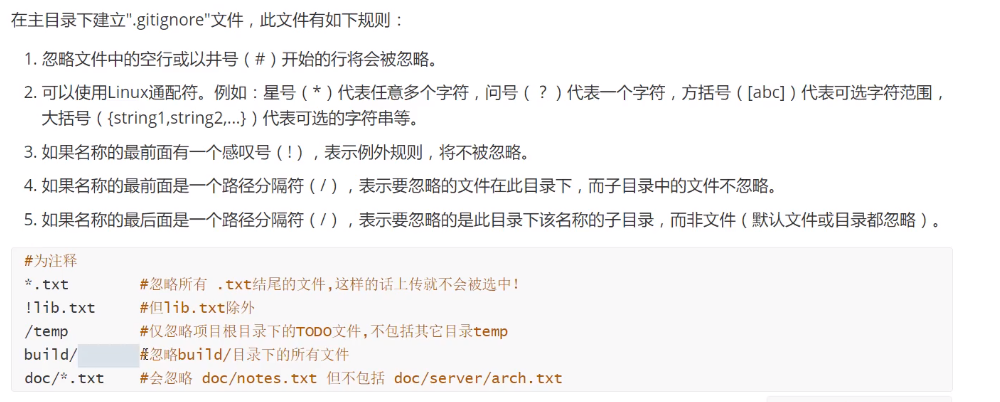 在主目录下建立".gitignore"文件，此文件有如下规则：
1. 忽略文件中的空行或以井号（#）开始的行将会被忽略。
2. 可以使用Linux通配符。例如：星号（*）代表任意多个字符，问号（？）代表一个字符，方括号（[abc]）代表可选字符范围，
大括号（{string1,string2,...}）代表可选的字符串等。
3. 如果名称的最前面有一个感叹号（!），表示例外规则，将不被忽略。
4. 如果名称的最前面是一个路径分隔符（/），表示要忽略的文件在此目录下，而子目录中的文件不忽略。
5. 如果名称的最后面是一个路径分隔符（/），表示要忽略的是此目录下该名称的子目录，而非文件（默认文件或目录都忽略）。
#为注释
*.txt #忽略所有 .txt结尾的文件,这样的话上传就不会被选中!
!lib.txt #但lib.txt除外
/temp #仅忽略项目根目录下的TODO文件,不包括其它目录temp
build/ #忽略build/目录下的所有文件
doc/*.txt #会忽略 doc/notes.txt 但不包括 doc/server/arch.txt